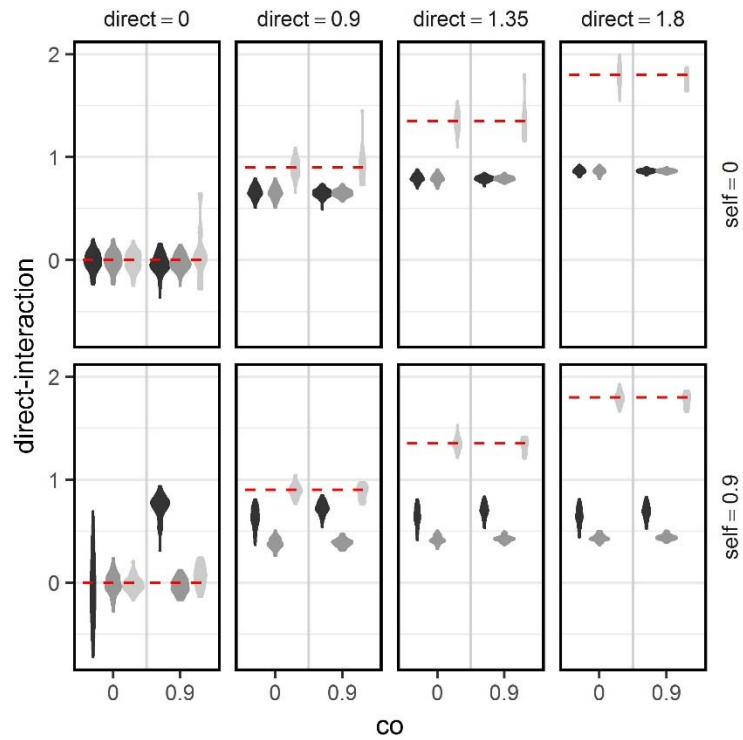 direct = 0
direct = 0.9
direct = 1.35
direct = 1.8
2
1
0
self = 0
direct-interaction
2
1
0
self = 0.9
0
0.9
0
0.9
0
0.9
0
0.9
co